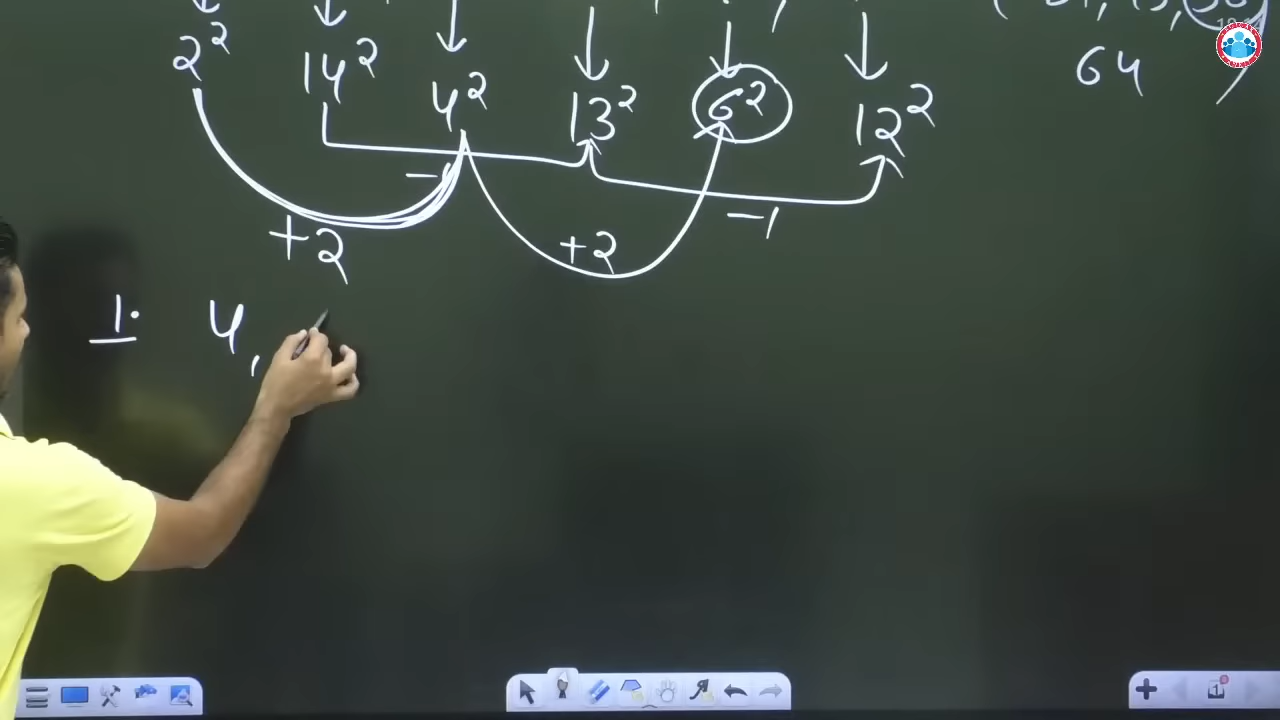 2² 14² 4² 13² 6² 12²
64
- -1
+2 +2
1. 4,